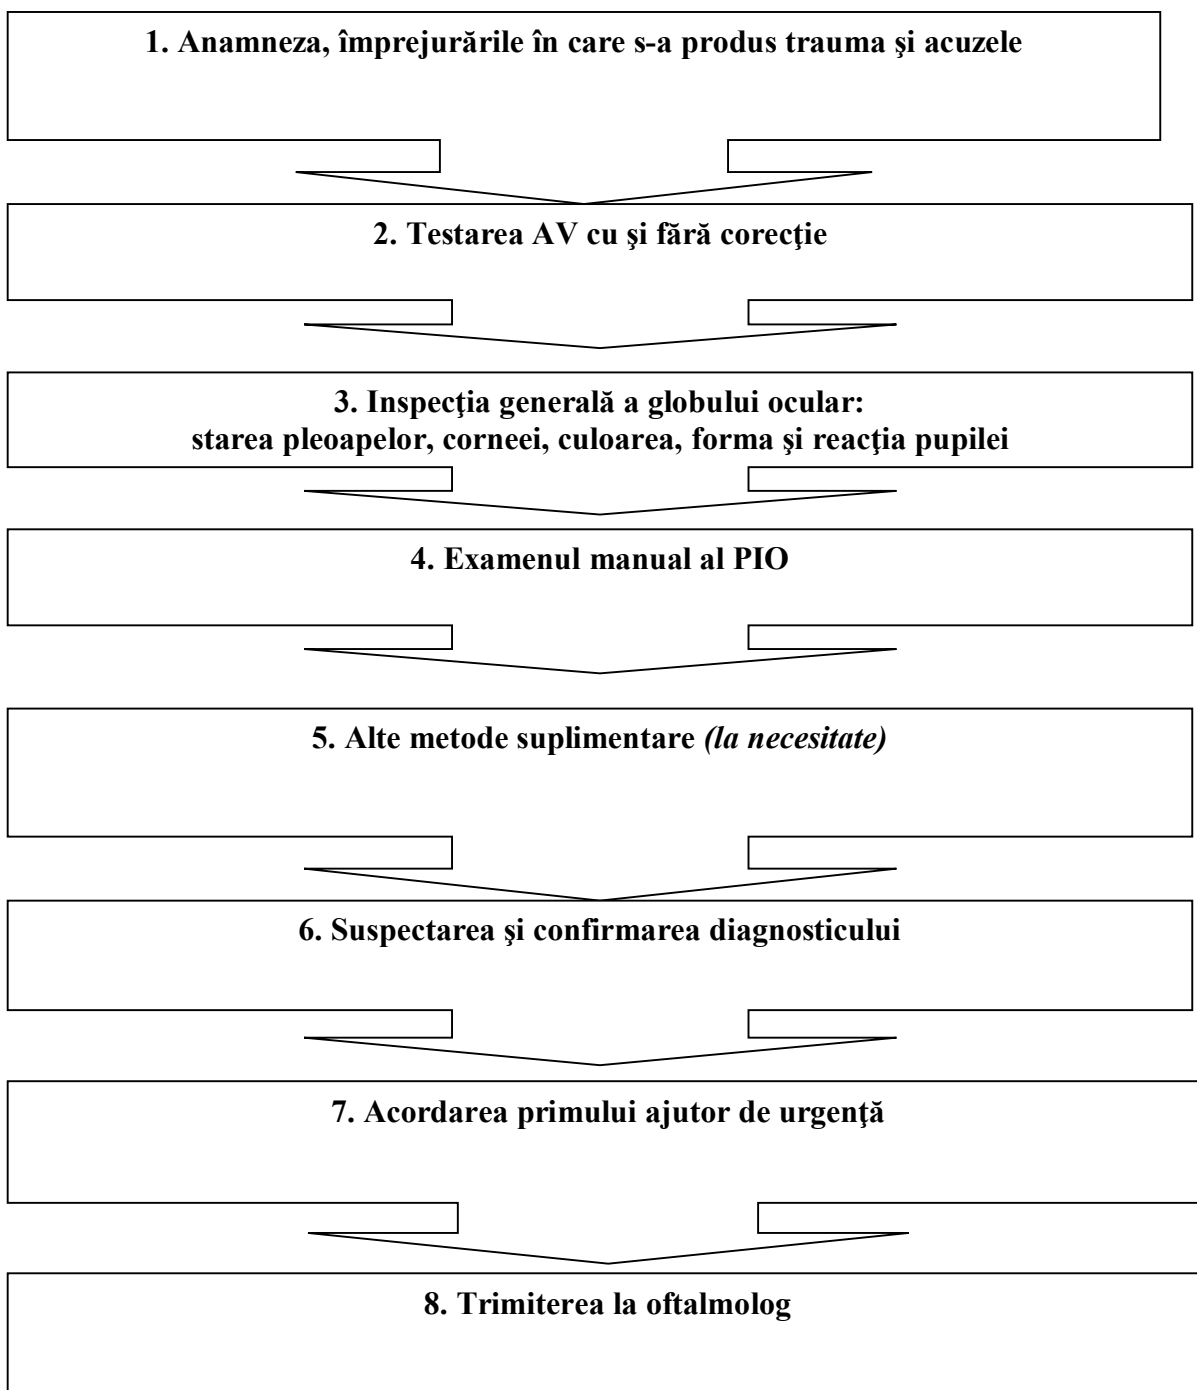 1. Anamneza, împrejurările în care s-a produs trauma şi acuzele
2. Testarea AV cu şi fără corecţie
3. Inspecţia generală a globului ocular:
starea pleoapelor, corneei, culoarea, forma şi reacţia pupilei
4. Examenul manual al PIO
5. Alte metode suplimentare (la necesitate)
6. Suspectarea şi confirmarea diagnosticului
7. Acordarea primului ajutor de urgenţă
8. Trimiterea la oftalmolog